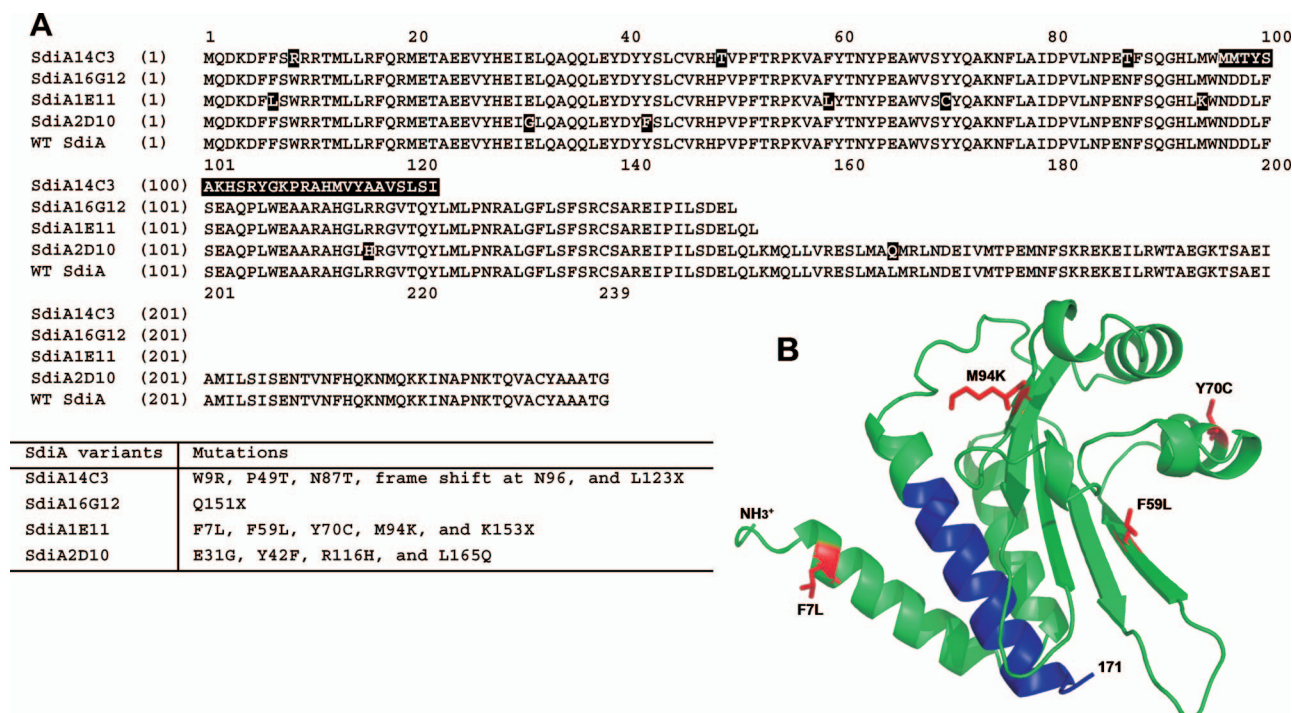 A
1 20 40 60 80 100
SdiA14C3 (1) MQDKDFFSRRRTMLLRFQRMETAEEVYHEIELQAQQLEYDYYSLCVRHTVPFTRPKVAFYTNYPEAWVSYYQAKNFLAIDPVLNPETFSQGHLMWMMTYS
SdiA16G12 (1) MQDKDFFSWRRTMLLRFQRMETAEEVYHEIELQAQQLEYDYYSLCVRHPVPFTRPKVAFYTNYPEAWVSYYQAKNFLAIDPVLNPENFSQGHLMWNDDLF
SdiA1E11 (1) MQDKDFLSWRRTMLLRFQRMETAEEVYHEIELQAQQLEYDYYSLCVRHPVPFTRPKVALYTNYPEAWVSCYQAKNFLAIDPVLNPENFSQGHLKWNDDLF
SdiA2D10 (1) MQDKDFFSWRRTMLLRFQRMETAEEVYHEIGLQAQQLEYDYFSLCVRHPVPFTRPKVAFYTNYPEAWVSYYQAKNFLAIDPVLNPENFSQGHLMWNDDLF
WT SdiA (1) MQDKDFFSWRRTMLLRFQRMETAEEVYHEIELQAQQLEYDYYSLCVRHPVPFTRPKVAFYTNYPEAWVSYYQAKNFLAIDPVLNPENFSQGHLMWNDDLF
101 120 140 160 180 200
SdiA14C3 (100) AKHSRYGKPRAHMVYAAVSLSI
SdiA16G12 (101) SEAQPLWEAARAHGLRRGVTQYLMLPNRALGFLSFSRCSAREIPILSDEL
SdiA1E11 (101) SEAQPLWEAARAHGLRRGVTQYLMLPNRALGFLSFSRCSAREIPILSDELQL
SdiA2D10 (101) SEAQPLWEAARAHGLHRGVTQYLMLPNRALGFLSFSRCSAREIPILSDELQLKMQLLVRESLMAQMRLNDEIVMTPEMNFSKREKEILRWTAEGKTSAEI
WT SdiA (101) SEAQPLWEAARAHGLRRGVTQYLMLPNRALGFLSFSRCSAREIPILSDELQLKMQLLVRESLMALMRLNDEIVMTPEMNFSKREKEILRWTAEGKTSAEI
201 220 239
SdiA14C3 (201)
SdiA16G12 (201)
SdiA1E11 (201)
SdiA2D10 (201) AMILSISENTVNFHQKNMQKKINAPNKTQVACYAAATG
WT SdiA (201) AMILSISENTVNFHQKNMQKKINAPNKTQVACYAAATG
SdiA variants Mutations
SdiA14C3 W9R, P49T, N87T, frame shift at N96, and L123X
SdiA16G12 Q151X
SdiA1E11 F7L, F59L, Y70C, M94K, and K153X
SdiA2D10 E31G, Y42F, R116H, and L165Q
B
M94K
Y70C
F59L
NH3+
F7L
171